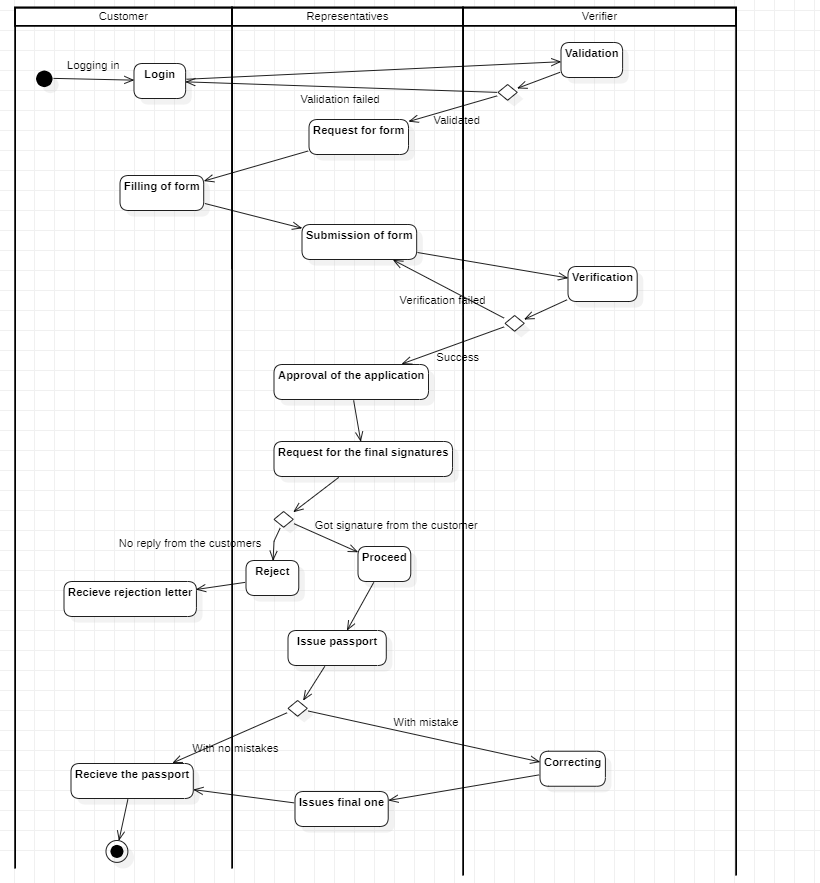 Customer
Representatives
Verifier
Logging in
Login
Validation
Validation failed
Validated
Request for form
Filling of form
Submission of form
Verification
Verification failed
Success
Approval of the application
Request for the final signatures
Got signature from the customer
No reply from the customers
Proceed
Reject
Recieve rejection letter
Issue passport
With mistake
With no mistakes
Correcting
Recieve the passport
Issues final one